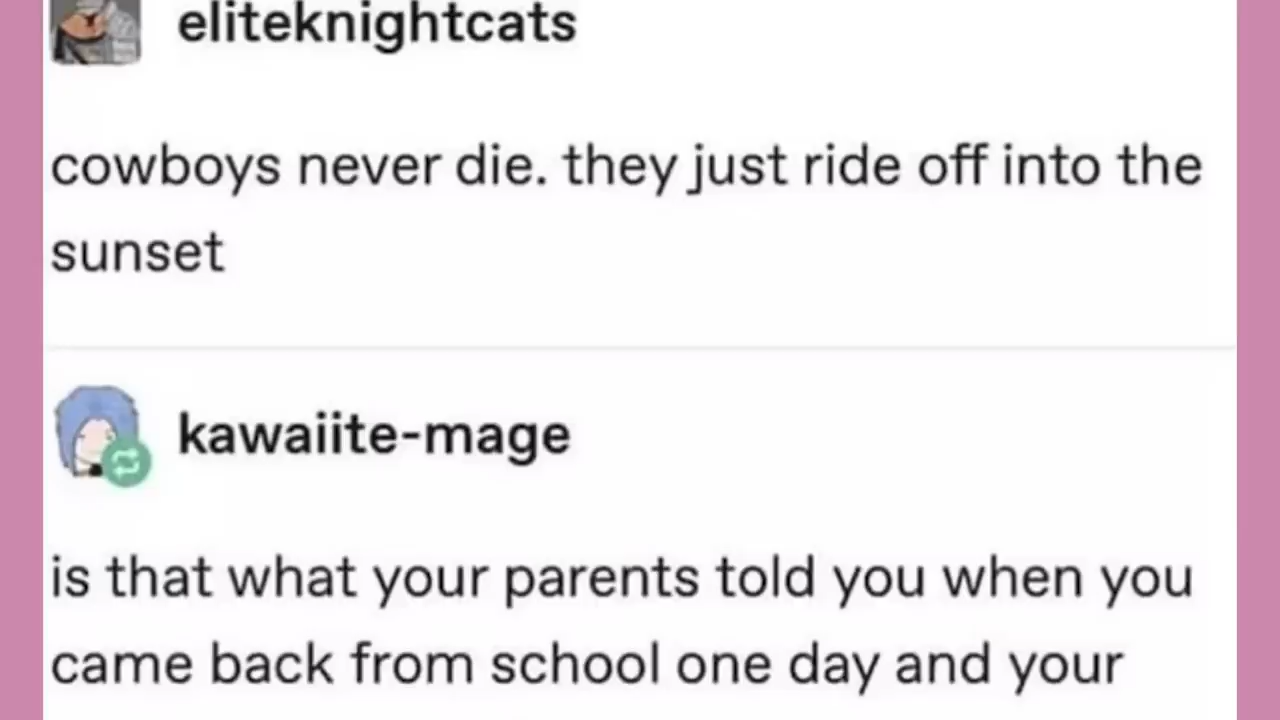 eliteknightcats
cowboys never die. they just ride off into the
sunset
kawaiite-mage
is that what your parents told you when you
came back from school one day and your